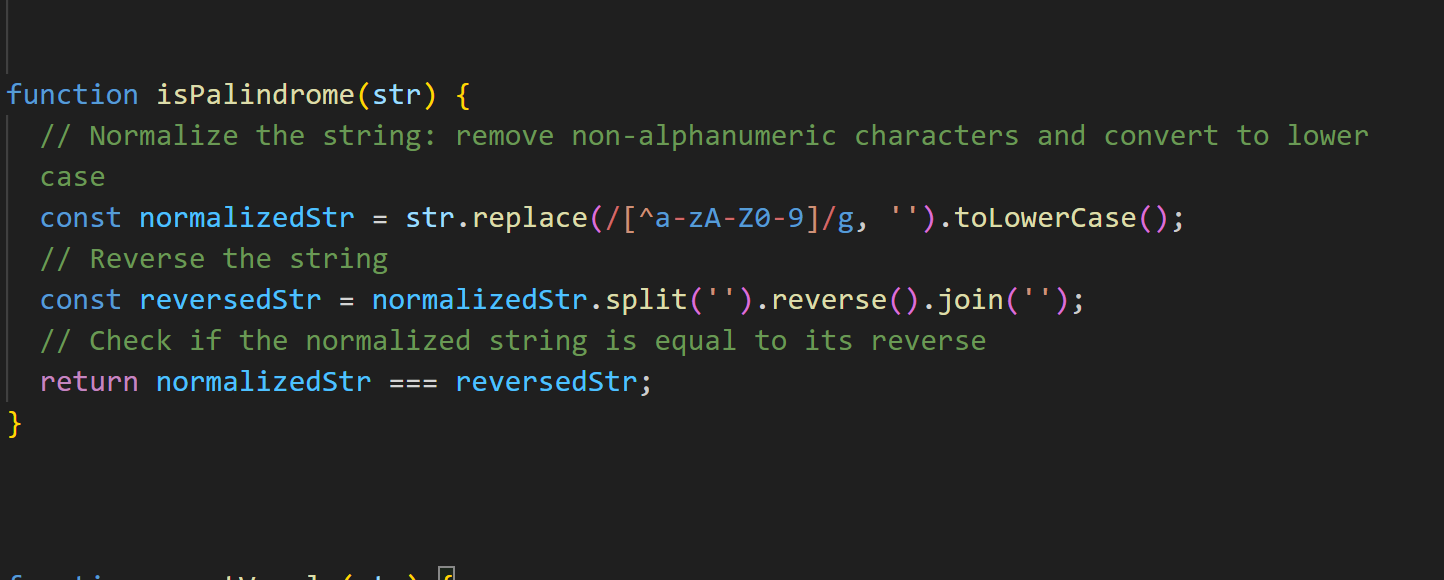 function isPalindrome(str) {
// Normalize the string: remove non-alphanumeric characters and convert to lower
case
const normalizedStr = str.replace(/[^a-zA-Z0-9]/g, '').toLowerCase();
// Reverse the string
const reversedStr = normalizedStr.split('').reverse().join('');
// Check if the normalized string is equal to its reverse
return normalizedStr === reversedStr;
}